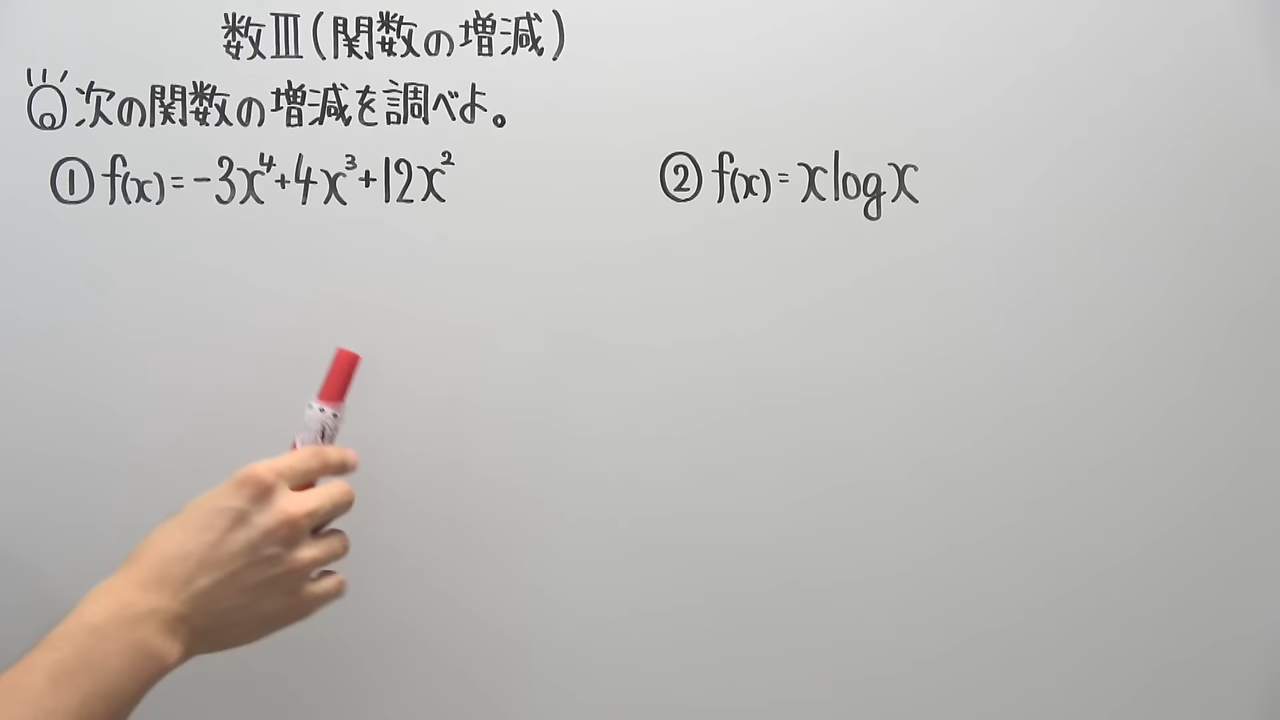 数Ⅲ(関数の増減)
次の関数の増減を調べよ。
① f(x)=-3x⁴+4x³+12x²
② f(x)=xlogx